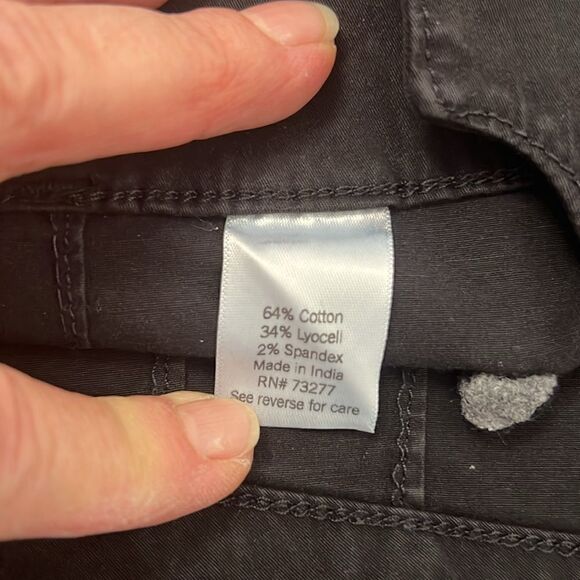 64% Cotton
34% Lyocell
2% Spandex
Made in India
RN# 73277
See reverse for care